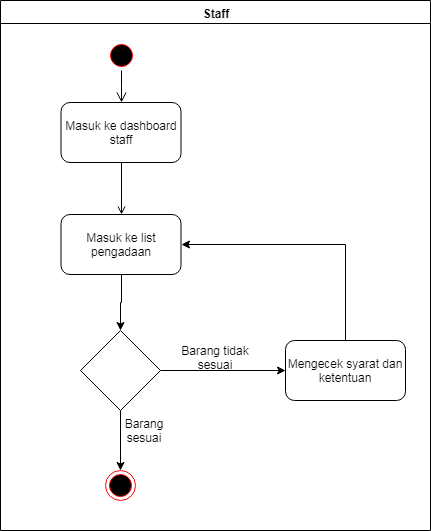 Staff
Masuk ke dashboard
staff
Masuk ke list
pengadaan
Barang tidak
sesuai
Mengecek syarat dan
ketentuan
Barang
sesuai